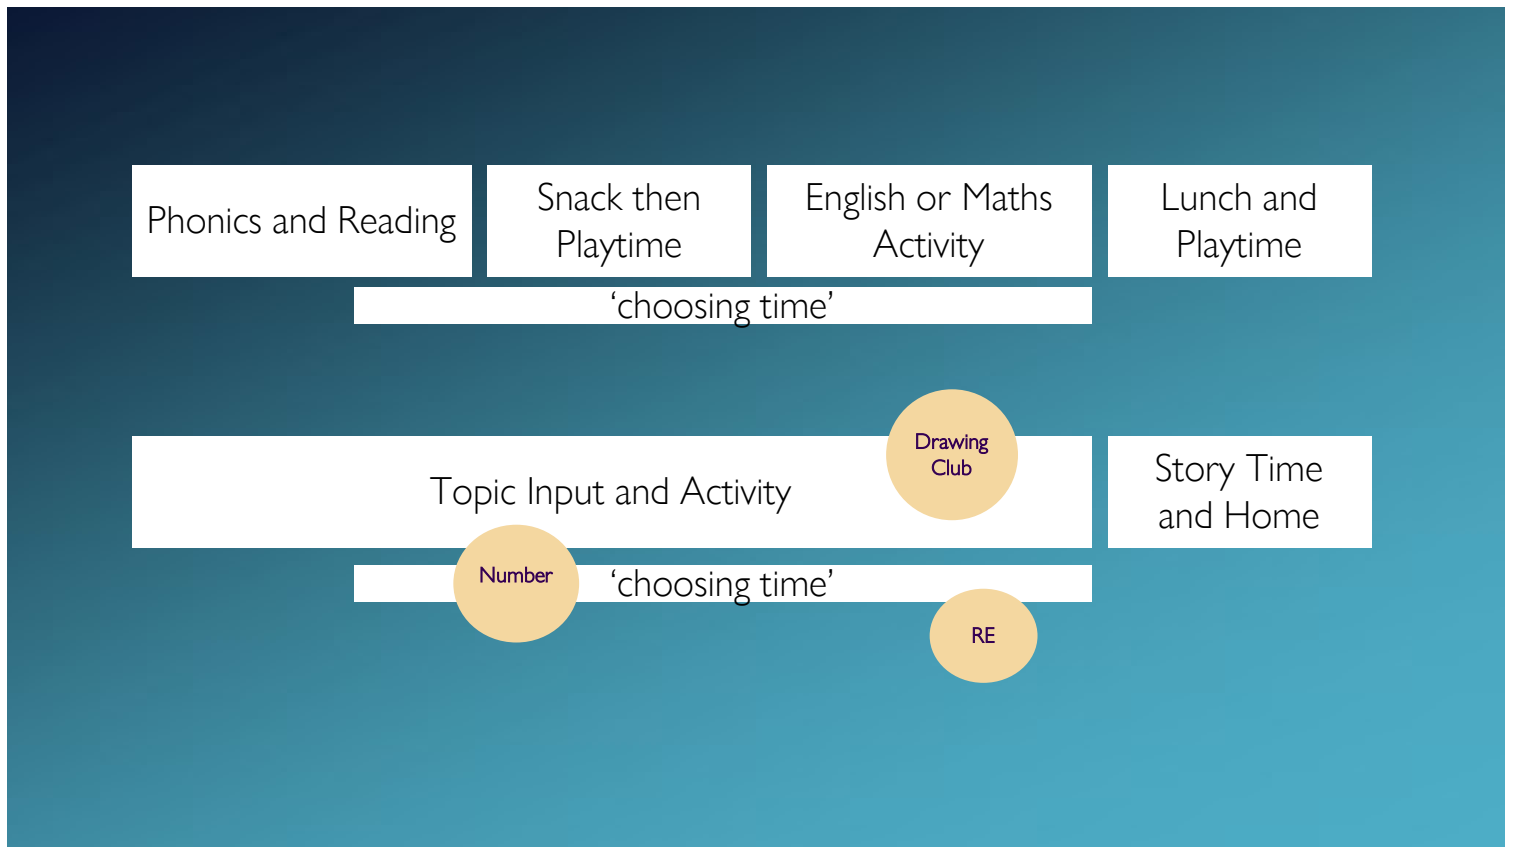 Phonics and Reading
Snack then
Playtime
English or Maths
Activity
Lunch and
Playtime
‘choosing time’
Topic Input and Activity
Drawing
Club
Story Time
and Home
Number
‘choosing time’
RE